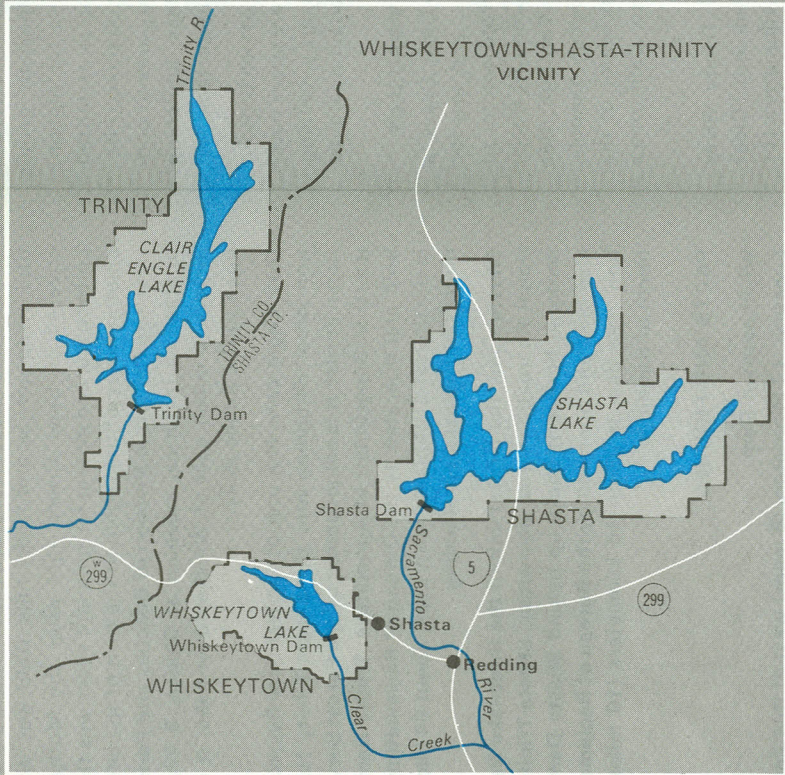 Trinity R
WHISKEYTOWN-SHASTA-TRINITY
VICINITY
TRINITY
CLAIR
ENGLE
LAKE
TRINITY CO.
SHASTA CO.
Trinity Dam
SHASTA
LAKE
Shasta Dam
SHASTA
Sacramento
River
5
W
299
299
WHISKEYTOWN
LAKE
Shasta
Whiskeytown Dam
Redding
WHISKEYTOWN
Clear
Creek